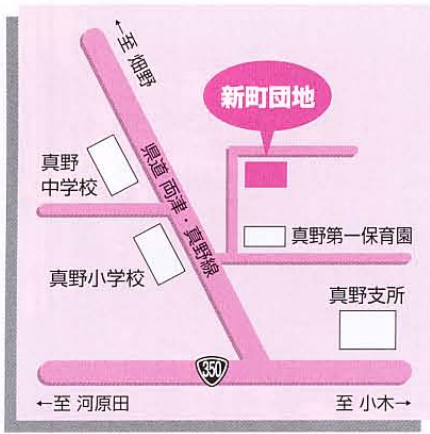 ←至 畑野
新町団地
真野
中学校
県道 両津・真野線
真野第一保育園
真野小学校
真野支所
350
←至 河原田
至 小木→